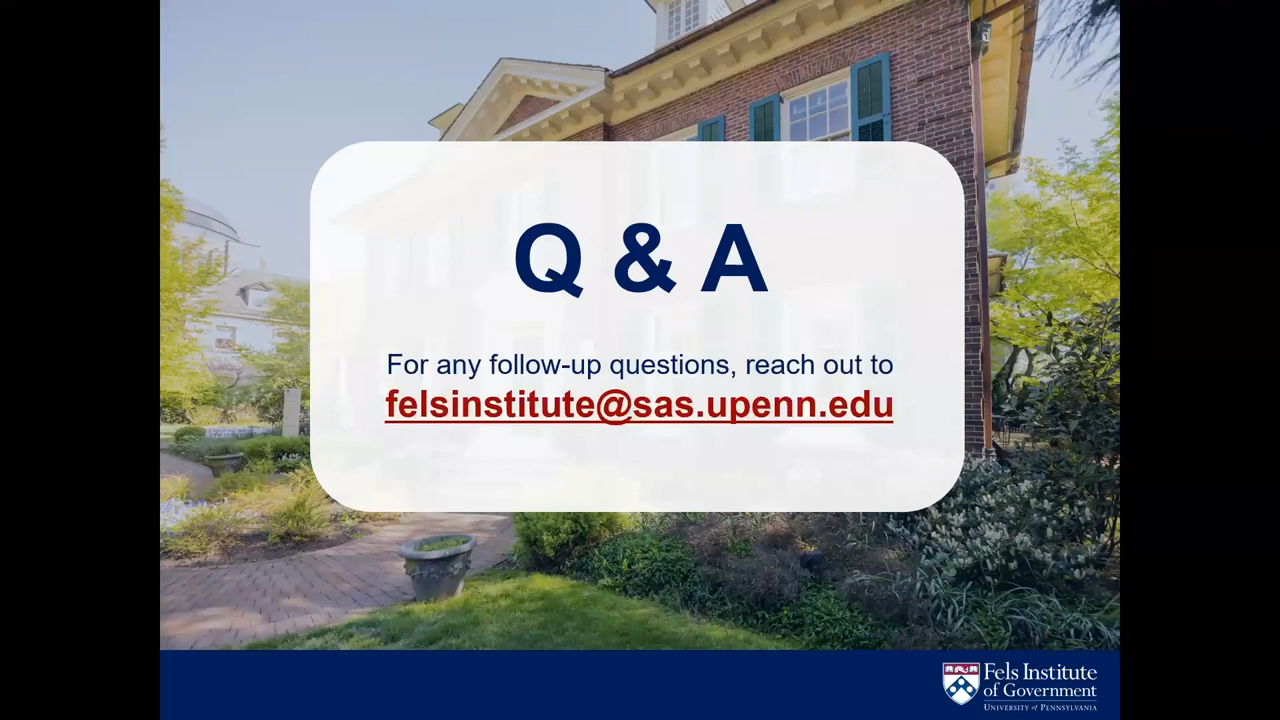 Q & A
For any follow-up questions, reach out to
felsinstitute@sas.upenn.edu
Fels Institute
of Government
UNIVERSITY of PENNSYLVANIA